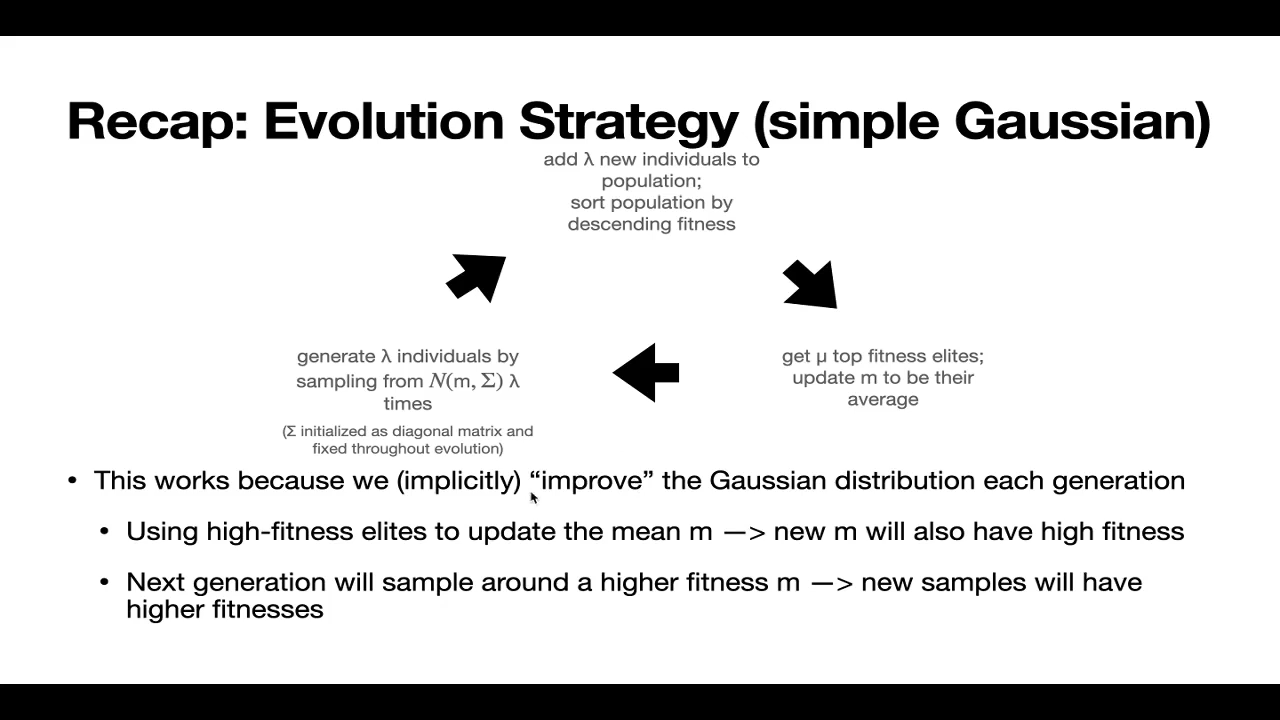 Recap: Evolution Strategy (simple Gaussian)
add λ new individuals to
population;
sort population by
descending fitness
generate λ individuals by
sampling from N(m, Σ) λ
times
(Σ initialized as diagonal matrix and
fixed throughout evolution)
get μ top fitness elites;
update m to be their
average
• This works because we (implicitly) “improve” the Gaussian distribution each generation
• Using high-fitness elites to update the mean m —> new m will also have high fitness
• Next generation will sample around a higher fitness m —> new samples will have
higher fitnesses